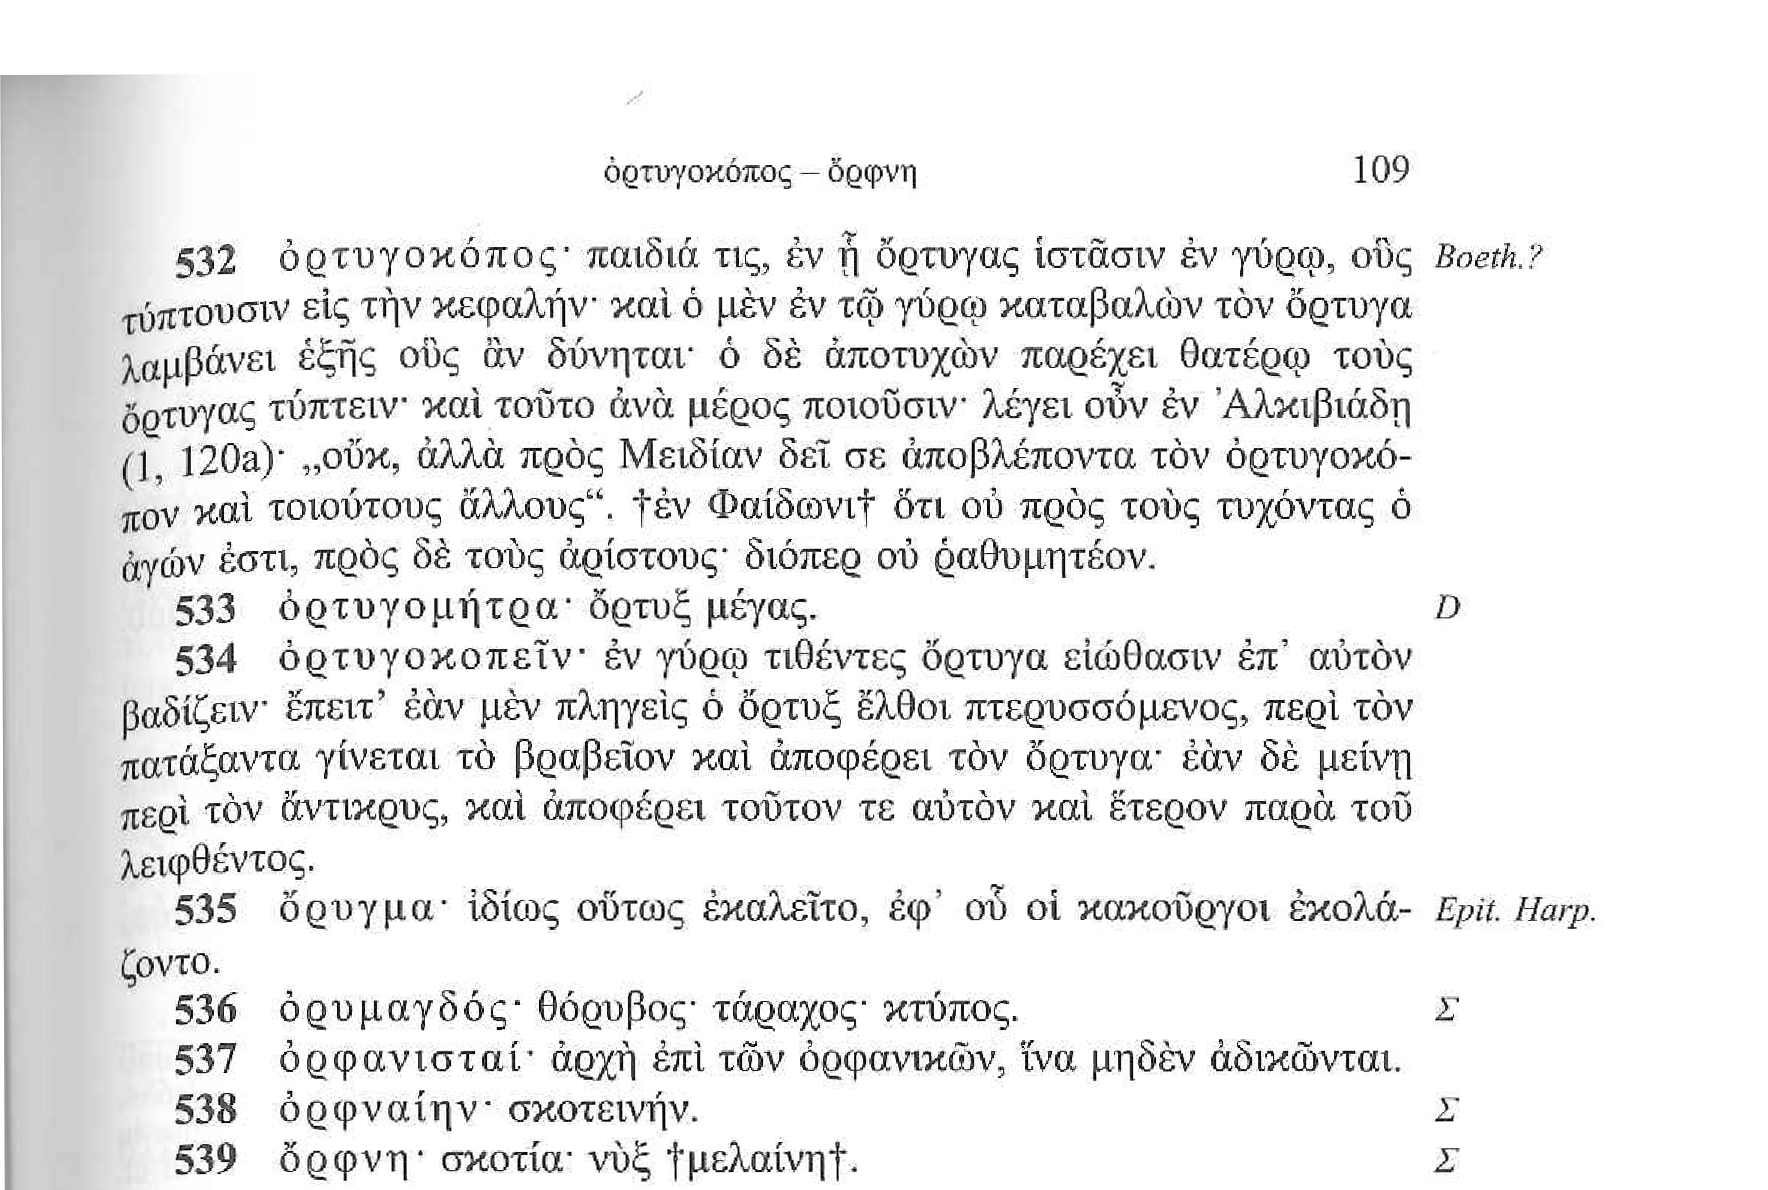 ὀρτυγοκόπος – ὄρφνη 109
532 ὀρτυγοκόπος· παιδιά τις, ἐν ᾗ ὄρτυγας ἱστᾶσιν ἐν γύρῳ, οὓς Boeth.?
τύπτουσιν εἰς τὴν κεφαλήν· καὶ ὁ μὲν ἐν τῷ γύρῳ καταβαλὼν τὸν ὄρτυγα
λαμβάνει ἑξῆς οὓς ἂν δύνηται· ὁ δὲ ἀποτυχὼν παρέχει θατέρῳ τοὺς
ὄρτυγας τύπτειν· καὶ τοῦτο ἀνὰ μέρος ποιοῦσιν· λέγει οὖν ἐν Ἀλκιβιάδῃ
(1, 120a)· „οὔκ, ἀλλὰ πρὸς Μειδίαν δεῖ σε ἀποβλέποντα τὸν ὀρτυγοκό-
πον καὶ τοιούτους ἄλλους“. †ἐν Φαίδωνι† ὅτι οὐ πρὸς τοὺς τυχόντας ὁ
ἀγών ἐστι, πρὸς δὲ τοὺς ἀρίστους· διόπερ οὐ ῥαθυμητέον.
533 ὀρτυγομήτρα· ὄρτυξ μέγας. D
534 ὀρτυγοκοπεῖν· ἐν γύρῳ τιθέντες ὄρτυγα εἰώθασιν ἐπ’ αὐτὸν
βαδίζειν· ἔπειτ’ ἐὰν μὲν πληγεὶς ὁ ὄρτυξ ἔλθοι πτερυσσόμενος, περὶ τὸν
πατάξαντα γίνεται τὸ βραβεῖον καὶ ἀποφέρει τὸν ὄρτυγα· ἐὰν δὲ μείνῃ
περὶ τὸν ἄντικρυς, καὶ ἀποφέρει τοῦτον τε αὐτὸν καὶ ἕτερον παρὰ τοῦ
λειφθέντος.
535 ὄρυγμα· ἰδίως οὕτως ἐκαλεῖτο, ἐφ’ οὗ οἱ κακοῦργοι ἐκολά- Epit. Harp.
ζοντο.
536 ὀρυμαγδός· θόρυβος· τάραχος· κτύπος. Σ
537 ὀρφανισταί· ἀρχὴ ἐπὶ τῶν ὀρφανικῶν, ἵνα μηδὲν ἀδικῶνται.
538 ὀρφναίην· σκοτεινήν. Σ
539 ὄρφνη· σκοτία· νὺξ †μελαίνη†. Σ